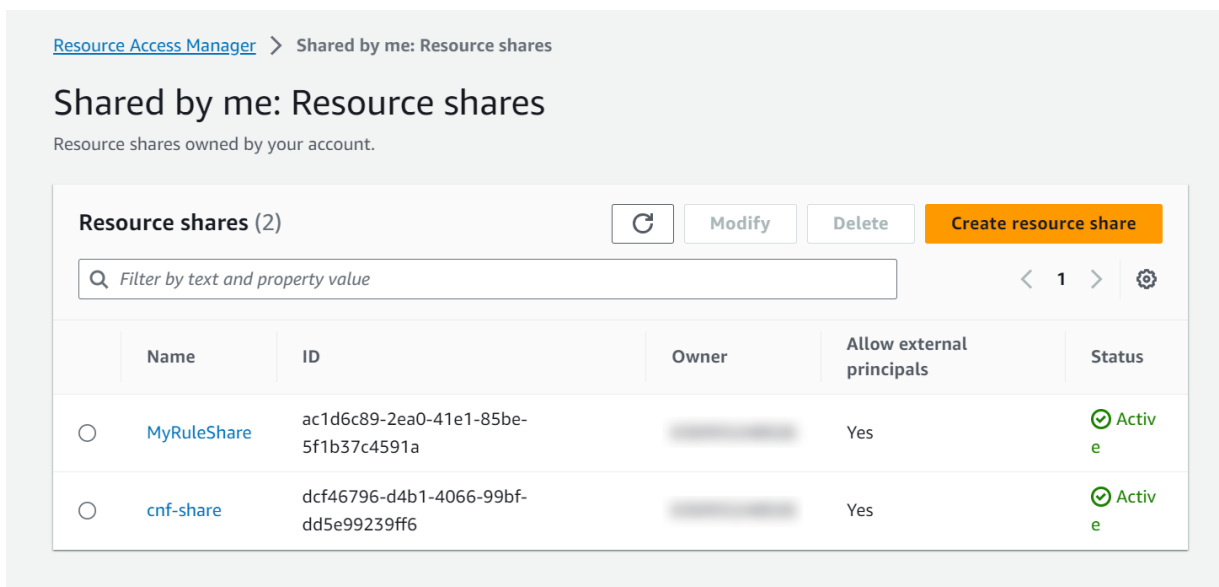 Resource Access Manager > Shared by me: Resource shares
Shared by me: Resource shares
Resource shares owned by your account.
Resource shares (2)
Modify
Delete
Create resource share
Filter by text and property value
1
Name
ID
Owner
Allow external
principals
Status
MyRuleShare
ac1d6c89-2ea0-41e1-85be-
5f1b37c4591a
Yes
Activ
e
cnf-share
dcf46796-d4b1-4066-99bf-
dd5e99239ff6
Yes
Activ
e